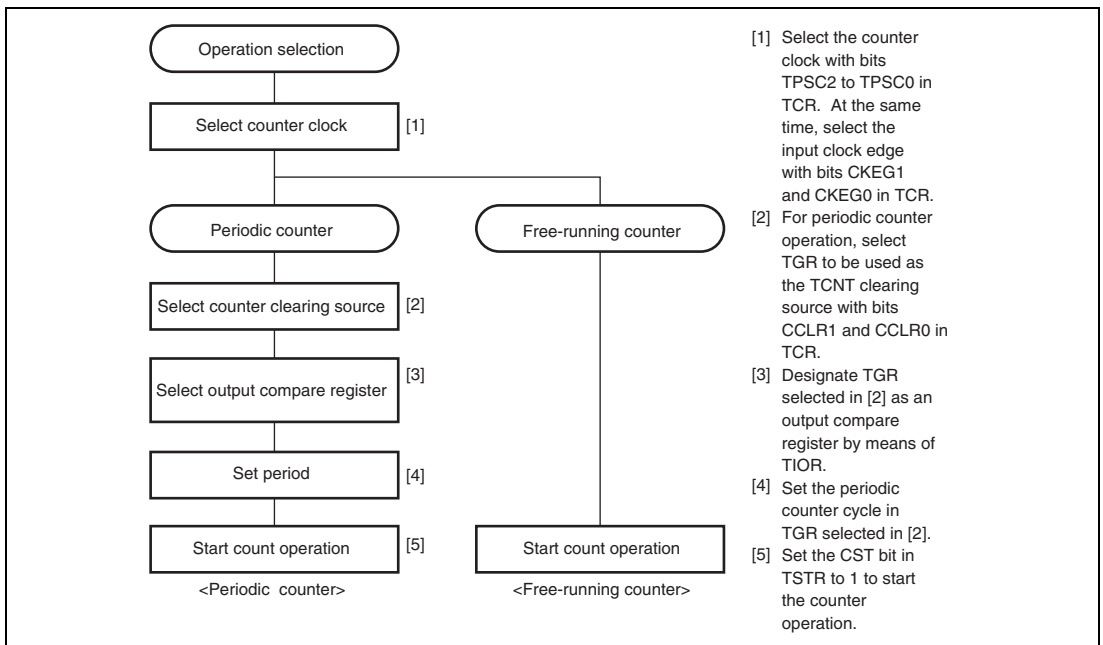 Operation selection
Select counter clock
[1]
Periodic counter
Free-running counter
Select counter clearing source
[2]
Select output compare register
[3]
Set period
[4]
Start count operation
[5]
Start count operation
<Periodic counter>
<Free-running counter>
[1] Select the counter
clock with bits
TPSC2 to TPSC0 in
TCR. At the same
time, select the
input clock edge
with bits CKEG1
and CKEG0 in TCR.
[2] For periodic counter
operation, select
TGR to be used as
the TCNT clearing
source with bits
CCLR1 and CCLR0 in
TCR.
[3] Designate TGR
selected in [2] as an
output compare
register by means of
TIOR.
[4] Set the periodic
counter cycle in
TGR selected in [2].
[5] Set the CST bit in
TSTR to 1 to start
the counter
operation.